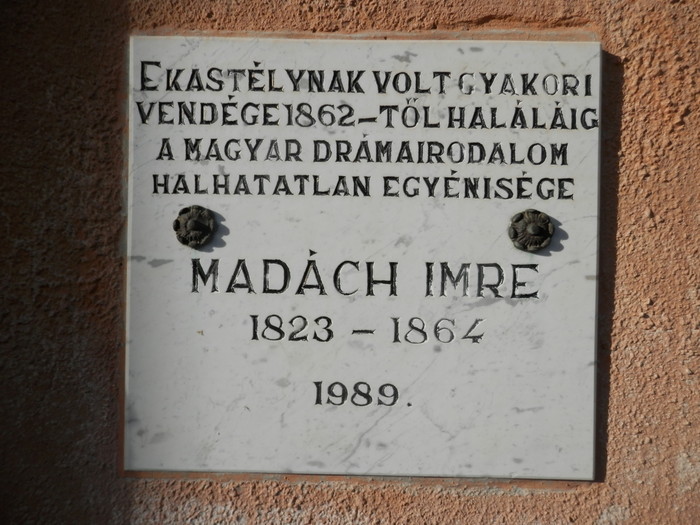 E KASTÉLYNAK VOLT GYAKORI
VENDÉGE 1862–TŐL HALÁLÁIG
A MAGYAR DRÁMAIRODALOM
HALHATATLAN EGYÉNISÉGE
MADÁCH IMRE
1823 – 1864
1989.